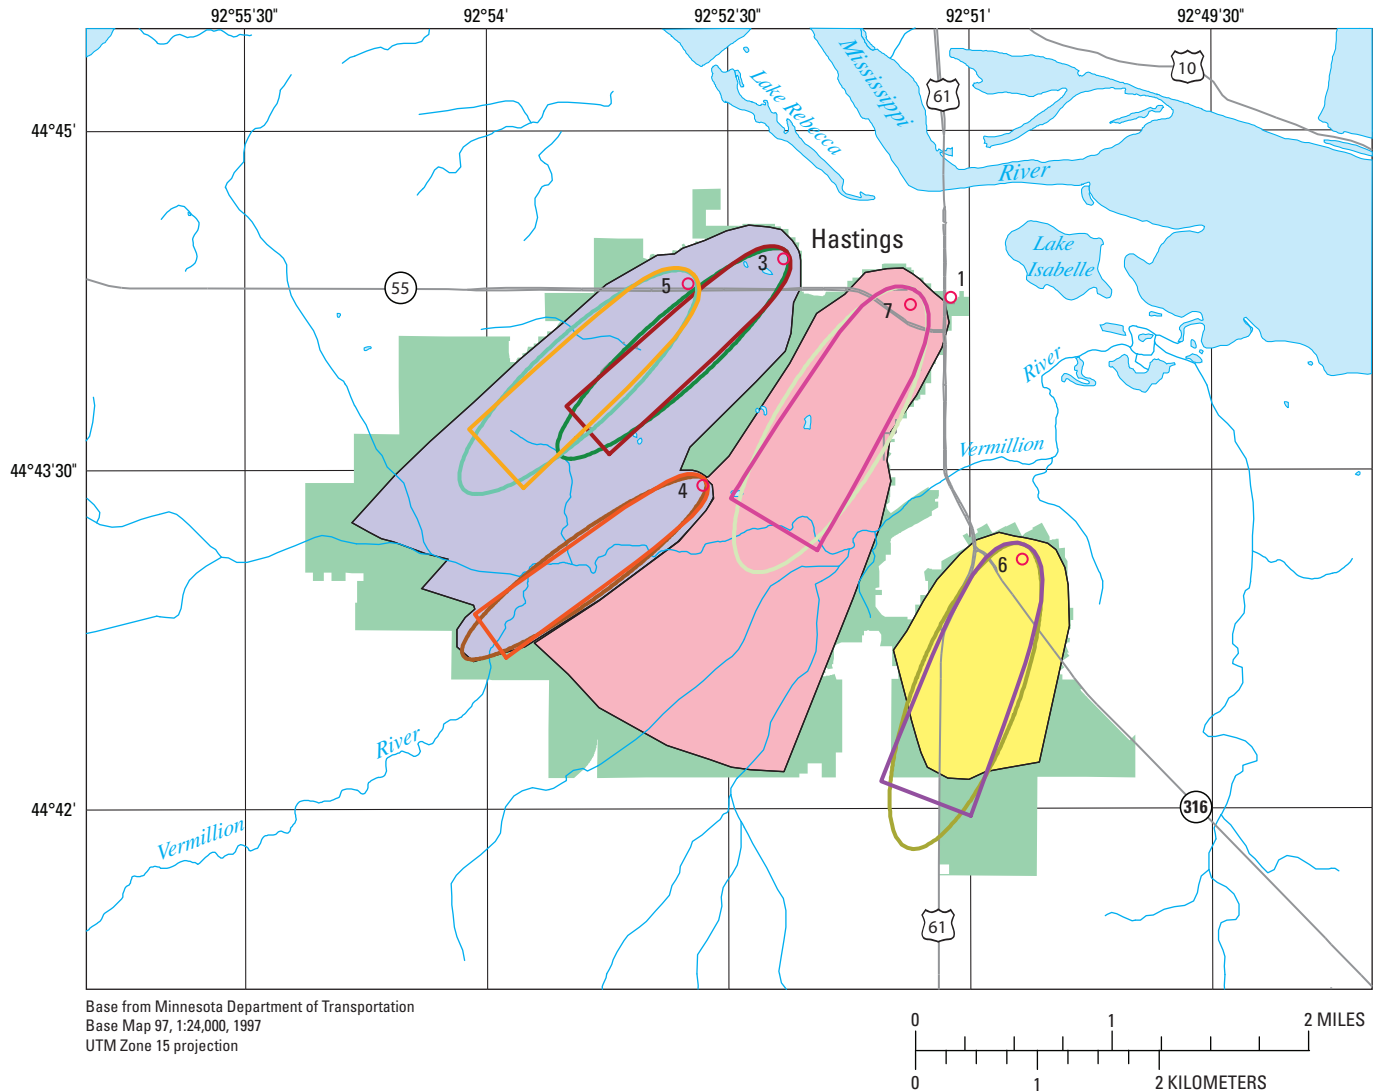 92°55'30"
92°54'
92°52'30"
92°51'
92°49'30"
10
61
44°45'
Lake Rebecca
Mississippi
River
Hastings
Lake
Isabelle
3
1
5
55
7
River
Vermillion
44°43'30"
4
6
River
44°42'
316
Vermillion
61
Base from Minnesota Department of Transportation
Base Map 97, 1:24,000, 1997
UTM Zone 15 projection
0 1 2 MILES
0 1 2 KILOMETERS